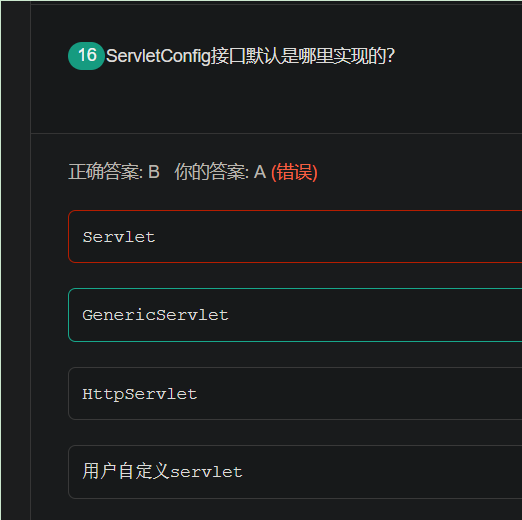 16 ServletConfig接口默认是哪里实现的?
正确答案: B 你的答案: A (错误)
Servlet
GenericServlet
HttpServlet
用户自定义servlet